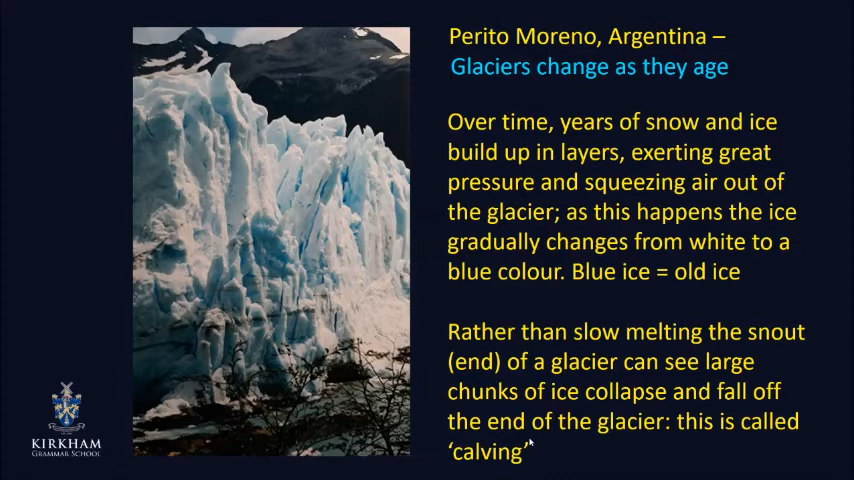 Perito Moreno, Argentina –
Glaciers change as they age
Over time, years of snow and ice
build up in layers, exerting great
pressure and squeezing air out of
the glacier; as this happens the ice
gradually changes from white to a
blue colour. Blue ice = old ice
Rather than slow melting the snout
(end) of a glacier can see large
chunks of ice collapse and fall off
the end of the glacier: this is called
‘calving’
KIRKHAM
GRAMMAR SCHOOL